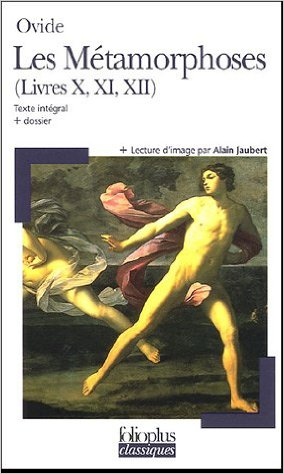 Ovide
Les Métamorphoses
(Livres X, XI, XII)
Texte intégral
+ dossier
+ Lecture d'image par Alain Jaubert
folioplus
classiques